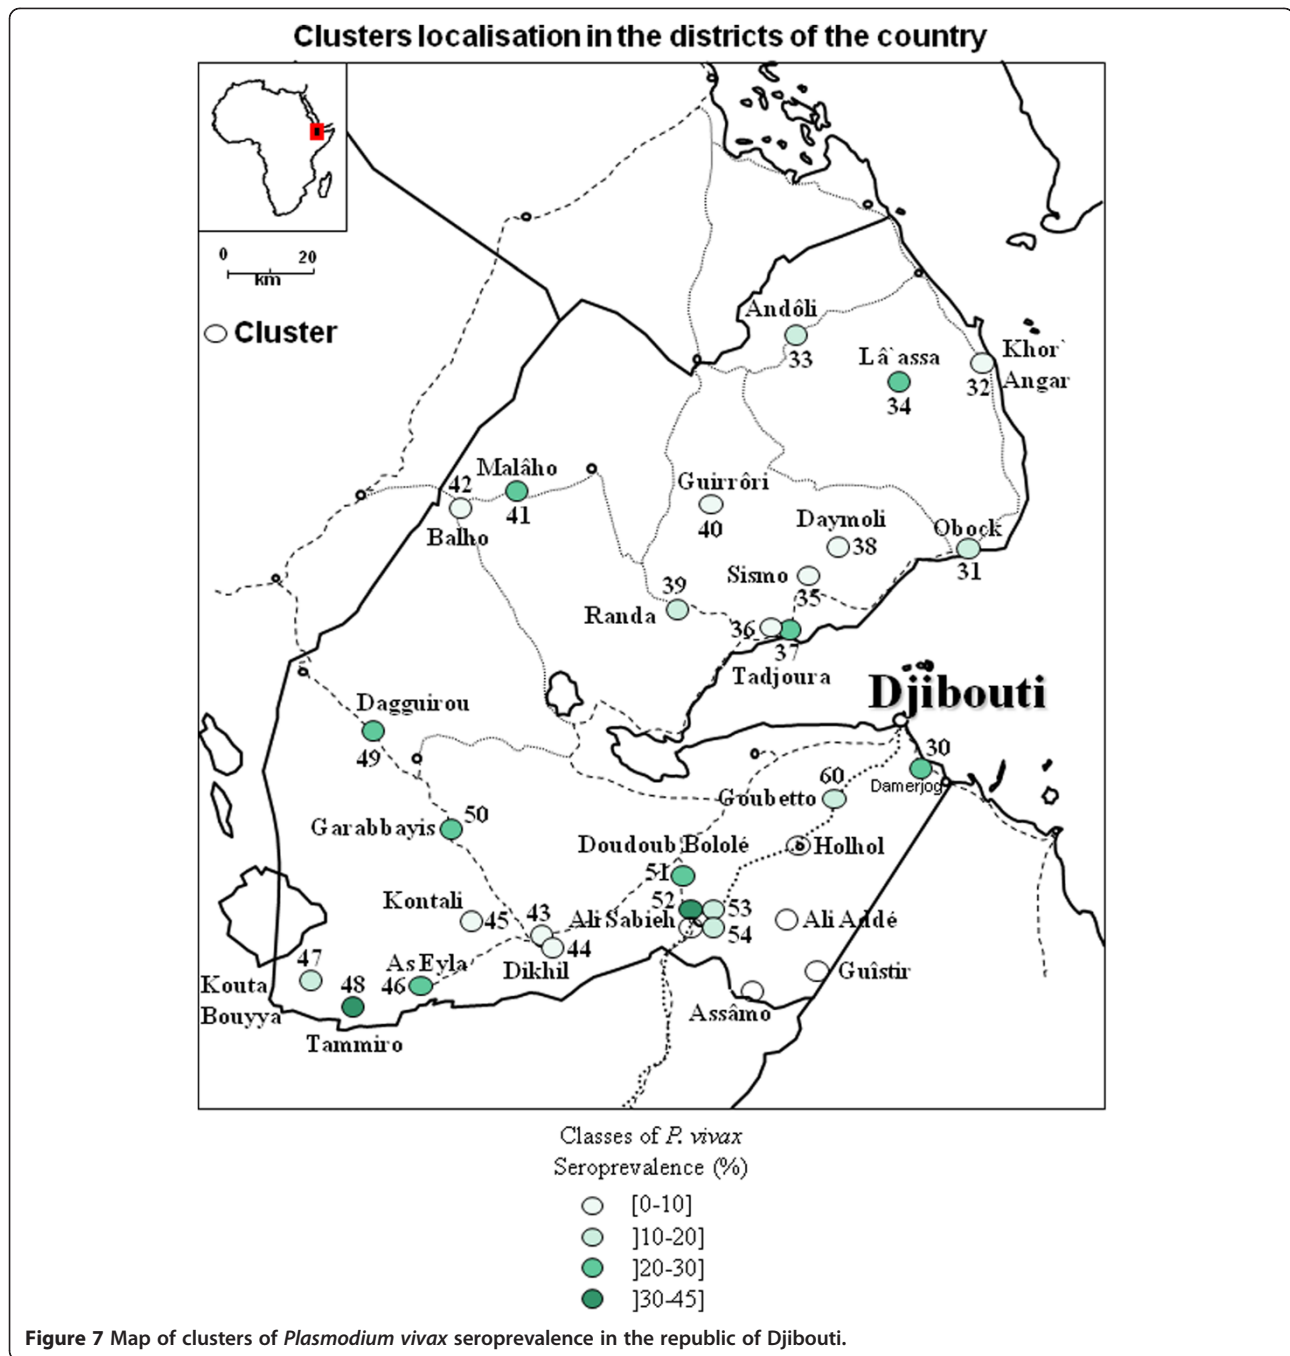 Clusters localisation in the districts of the country
0 20
km
Cluster
Andôli
33
Lâ`assa
34
Khor`
Angar
32
Malâho
42
41
Balho
Guirrôri
40
Daymoli
38
Obock
31
Sismo
35
39
Randa
36
37
Tadjoura
Djibouti
Dagguirou
49
30
Damerjog
60
Goubetto
Garabbayis
50
Doudoub Bololé
51
Holhol
Kontali
45
43
44
Dikhil
52
53
Ali Sabieh
54
Ali Addé
Guîstir
Assâmo
47
Kouta
Bouyya
48
Tammiro
As Eyla
46
Classes of P. vivax
Seroprevalence (%)
[0-10]
]10-20]
]20-30]
]30-45]
Figure 7 Map of clusters of Plasmodium vivax seroprevalence in the republic of Djibouti.